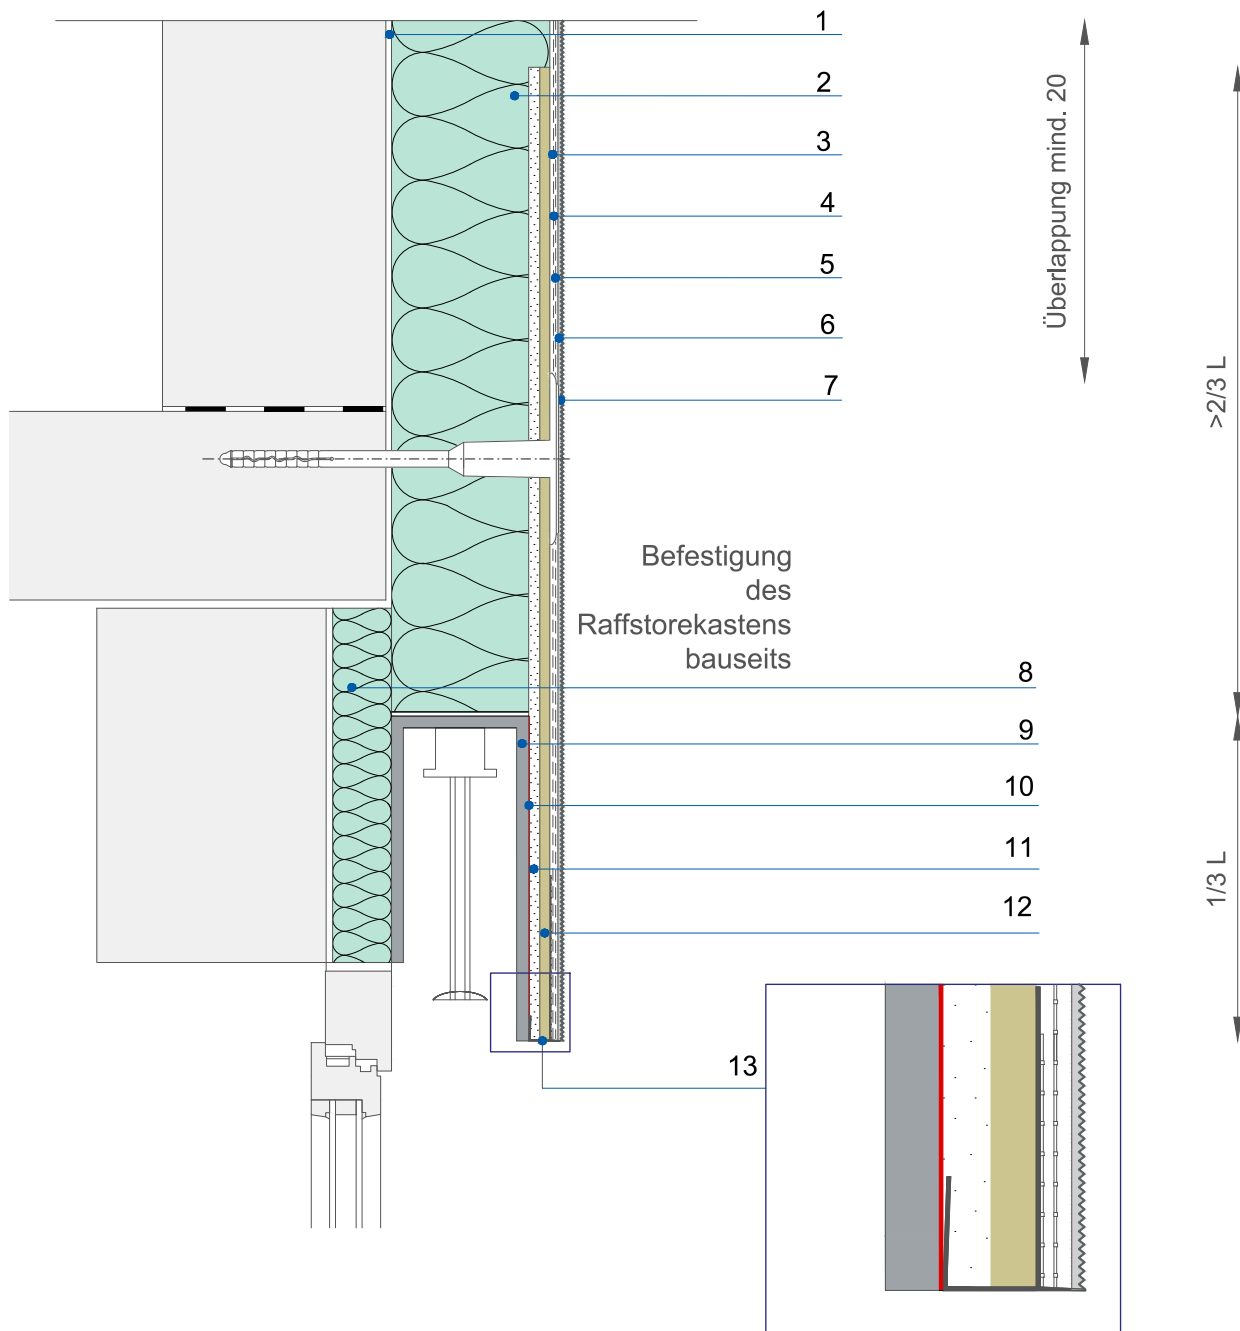 1
2
3
4
5
6
7
Überlappung mind. 20
>2/3 L
Befestigung
des
Raffstorekastens
bauseits
8
9
10
11
12
1/3 L
13